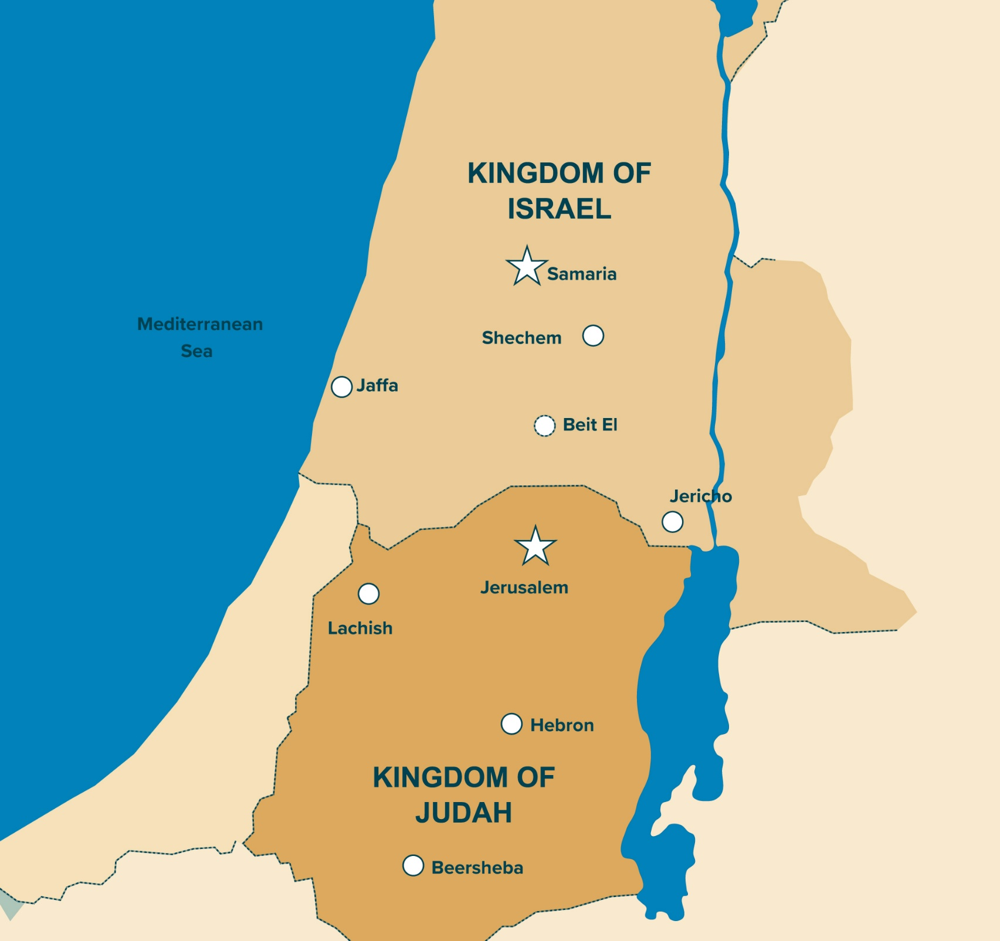 KINGDOM OF
ISRAEL
Samaria
Mediterranean
Sea
Shechem
Jaffa
Beit El
Jericho
Jerusalem
Lachish
Hebron
KINGDOM OF
JUDAH
Beersheba